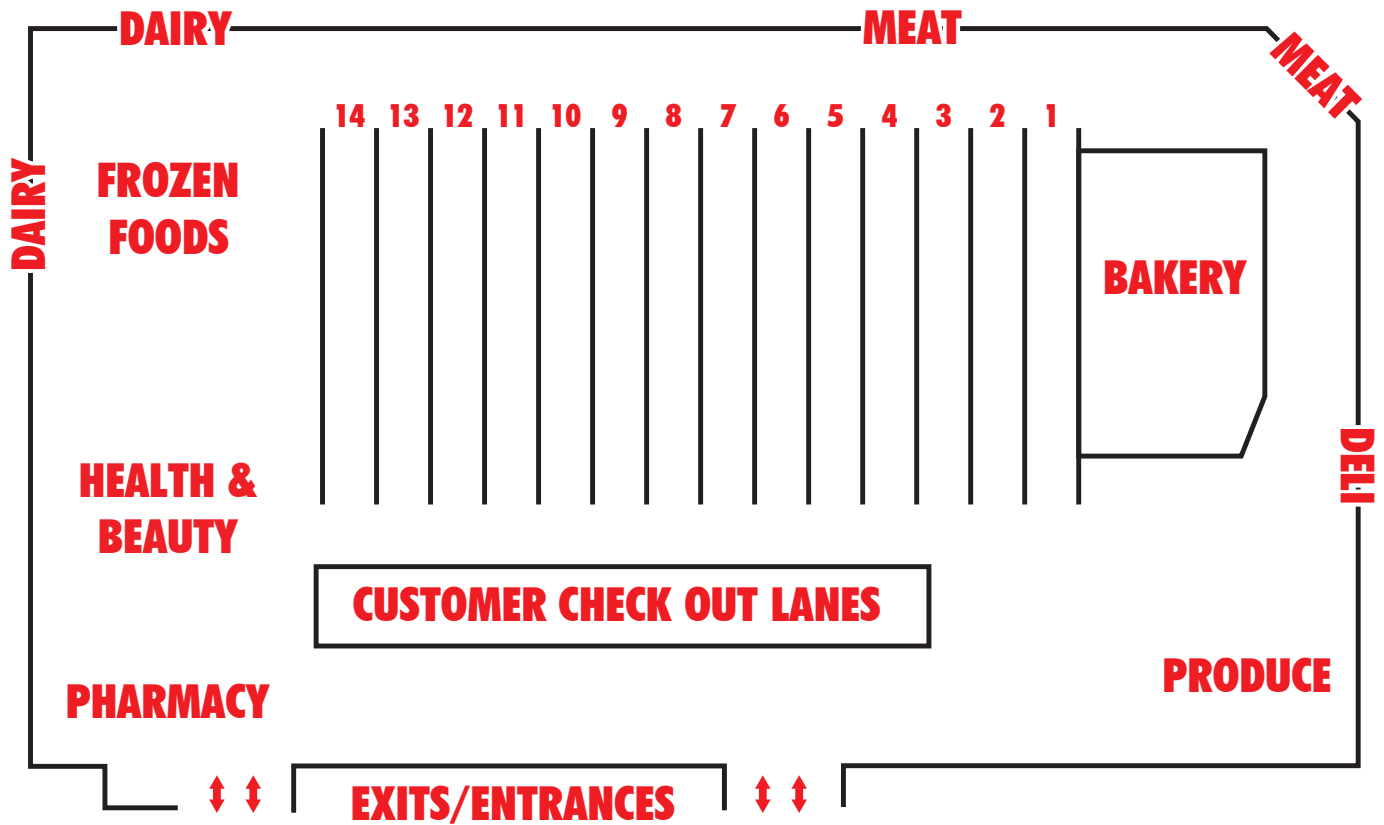 DAIRY
MEAT
MEAT
14 13 12 11 10 9 8 7 6 5 4 3 2 1
DAIRY
FROZEN
FOODS
BAKERY
DELI
HEALTH &
BEAUTY
CUSTOMER CHECK OUT LANES
PRODUCE
PHARMACY
EXITS/ENTRANCES